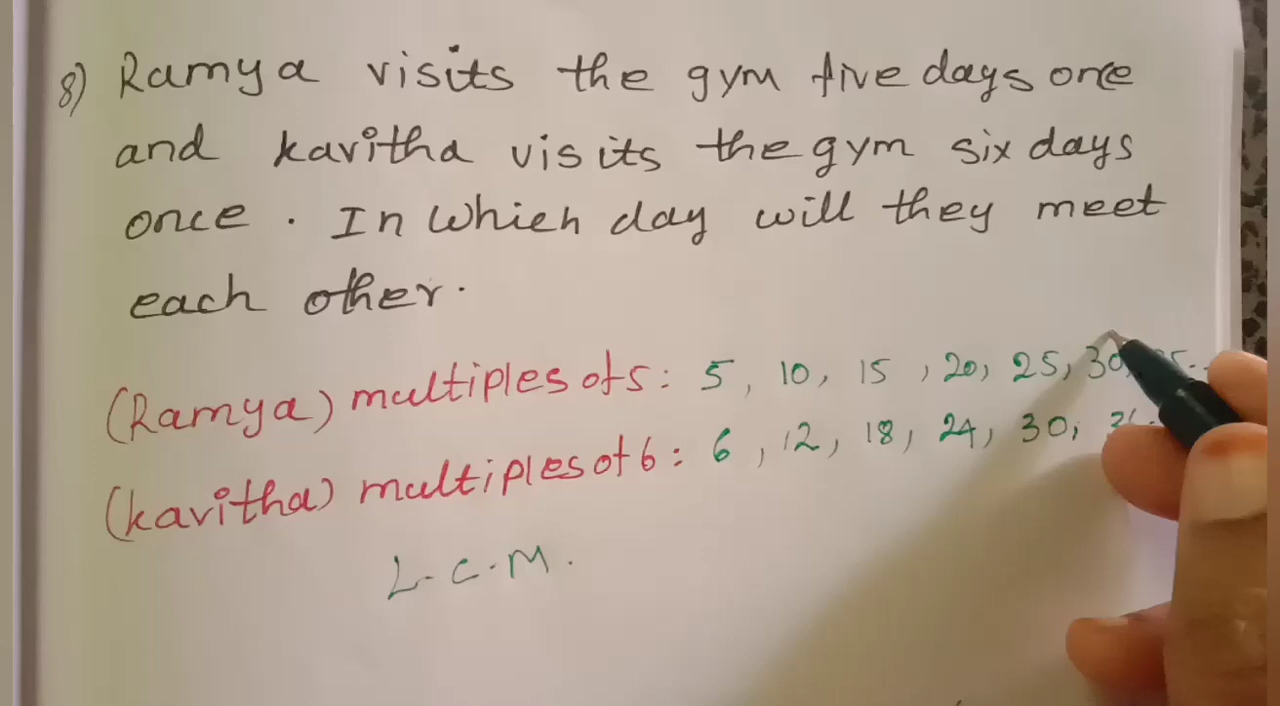 8) Ramya visits the gym five days once
and kavitha visits the gym six days
once. In which day will they meet
each other.
(Ramya) multiples of 5: 5, 10, 15, 20, 25, 30,
(kavitha) multiples of 6: 6, 12, 18, 24, 30,
L.C.M.